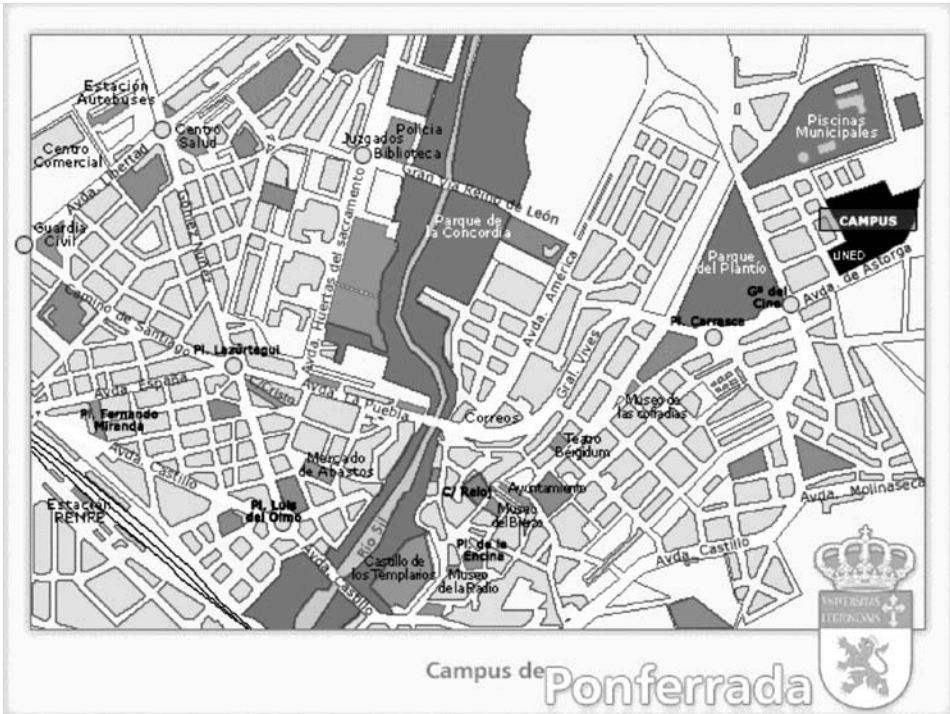 Estación
Autobuses
Centro
Salud
Centro
Comercial
Avda. Libertad
Guardia
Civil
Gómez Núñez
Juzgados
Policia
Biblioteca
Gran Vía Reino de León
Parque de
la Concordia
Piscinas
Municipales
CAMPUS
UNED
Avda. de Astorga
Parque
del Plantío
Gª del
Cine
Pl. Carrasca
Avda. América
Gral. Vives
Avda. Huertas del sacramento
Camino de Santiago
Pl. Lazúrtegui
Avda. España
C/Cristo
Avda. La Puebla
Correos
Pl. Fernando
Miranda
Avda. Castillo
Mercado
de Abastos
Museo de
las cofradías
Teatro
Bérgidum
C/ Reloj
Ayuntamiento
Museo
del Bierzo
Estación
RENFE
Pl. Luis
del Olmo
Río Sil
Pl. de la
Encina
Castillo de
los Templarios
Museo
de la Radio
Avda. Castillo
Avda. Castillo
Avda. Molinaseca
UNIVERSITAS
LEGIONENSIS
Campus de
Ponferrada